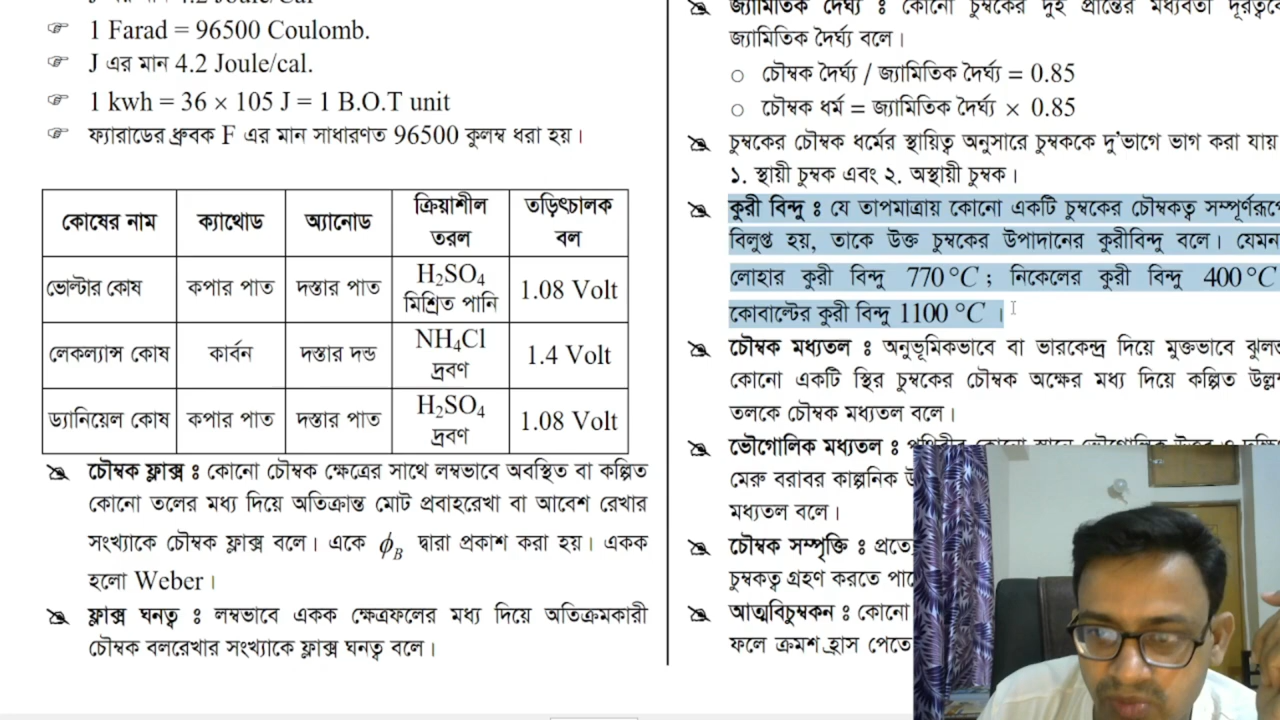 1 Farad = 96500 Coulomb.
J এর মান 4.2 Joule/cal.
1 kwh = 36 × 105 J = 1 B.O.T unit
ফ্যারাডের ধ্রুবক F এর মান সাধারণত 96500 কুলম্ব ধরা হয়।
কোষের নাম ক্যাথোড অ্যানোড ক্রিয়াশীল তরল তড়িৎচালক বল
ভোল্টার কোষ কপার পাত দস্তার পাত H₂SO₄ মিশ্রিত পানি 1.08 Volt
লেকল্যান্স কোষ কার্বন দস্তার দন্ড NH₄Cl দ্রবণ 1.4 Volt
ড্যানিয়েল কোষ কপার পাত দস্তার পাত H₂SO₄ দ্রবণ 1.08 Volt
চৌম্বক ফ্লাক্স : কোনো চৌম্বক ক্ষেত্রের সাথে লম্বভাবে অবস্থিত বা কল্পিত
কোনো তলের মধ্য দিয়ে অতিক্রান্ত মোট প্রবাহরেখা বা আবেশ রেখার
সংখ্যাকে চৌম্বক ফ্লাক্স বলে। একে ϕB দ্বারা প্রকাশ করা হয়। একক
হলো Weber।
ফ্লাক্স ঘনত্ব : লম্বভাবে একক ক্ষেত্রফলের মধ্য দিয়ে অতিক্রমকারী
চৌম্বক বলরেখার সংখ্যাকে ফ্লাক্স ঘনত্ব বলে।
জ্যামিতিক দৈর্ঘ্য : কোনো চুম্বকের দুই প্রান্তের মধ্যবর্তী
জ্যামিতিক দৈর্ঘ্য বলে।
চৌম্বক দৈর্ঘ্য / জ্যামিতিক দৈর্ঘ্য = 0.85
চৌম্বক ধর্ম = জ্যামিতিক দৈর্ঘ্য × 0.85
চুম্বকের চৌম্বক ধর্মের স্থায়িত্ব অনুসারে চুম্বককে দু'ভাগে ভাগ করা যায়
১. স্থায়ী চুম্বক এবং ২. অস্থায়ী চুম্বক।
কুরী বিন্দু : যে তাপমাত্রায় কোনো একটি চুম্বকের চৌম্বকত্ব সম্পূর্ণরূপে
বিলুপ্ত হয়, তাকে উক্ত চুম্বকের উপাদানের কুরীবিন্দু বলে। যেমন
লোহার কুরী বিন্দু 770 °C ; নিকেলের কুরী বিন্দু 400 °C
কোবাল্টের কুরী বিন্দু 1100 °C ।
চৌম্বক মধ্যতল : অনুভূমিকভাবে বা ভারকেন্দ্র দিয়ে মুক্তভাবে
কোনো একটি স্থির চুম্বকের চৌম্বক অক্ষের মধ্য দিয়ে কল্পিত
তলকে চৌম্বক মধ্যতল বলে।
ভৌগোলিক মধ্যতল :
মেরু বরাবর কাল্পনিক
মধ্যতল বলে।
চৌম্বক সম্পৃক্তি :
চুম্বকত্ব গ্রহণ করতে
আত্মবিচুম্বকন : কোনো
ফলে ক্রমশ হ্রাস পেতে